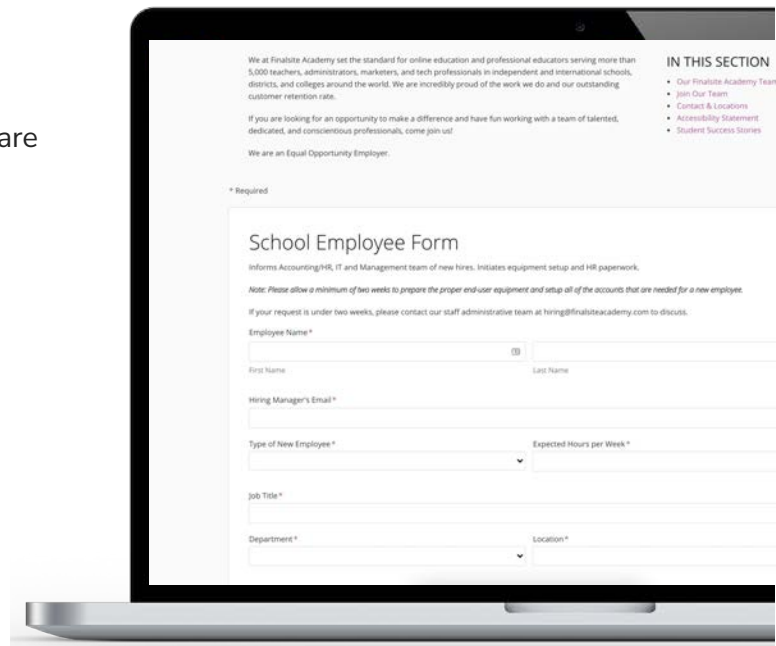 are
We at Finalsite Academy set the standard for online education and professional educators serving more than
5,000 teachers, administrators, marketers, and tech professionals in independent and international schools,
districts, and colleges around the world. We are incredibly proud of the work we do and our outstanding
customer retention rate.
If you are looking for an opportunity to make a difference and have fun working with a team of talented,
dedicated, and conscientious professionals, come join us!
We are an Equal Opportunity Employer.
IN THIS SECTION
• Our Finalsite Academy Team
• Join Our Team
• Contact & Locations
• Accessibility Statement
• Student Success Stories
* Required
School Employee Form
Informs Accounting/HR, IT and Management team of new hires. Initiates equipment setup and HR paperwork.
Note: Please allow a minimum of two weeks to prepare the proper end-user equipment and setup all of the accounts that are needed for a new employee.
If your request is under two weeks, please contact our staff administrative team at hiring@finalsiteacademy.com to discuss.
Employee Name *
First Name
Last Name
Hiring Manager's Email *
Type of New Employee *
Expected Hours per Week *
Job Title *
Department *
Location *